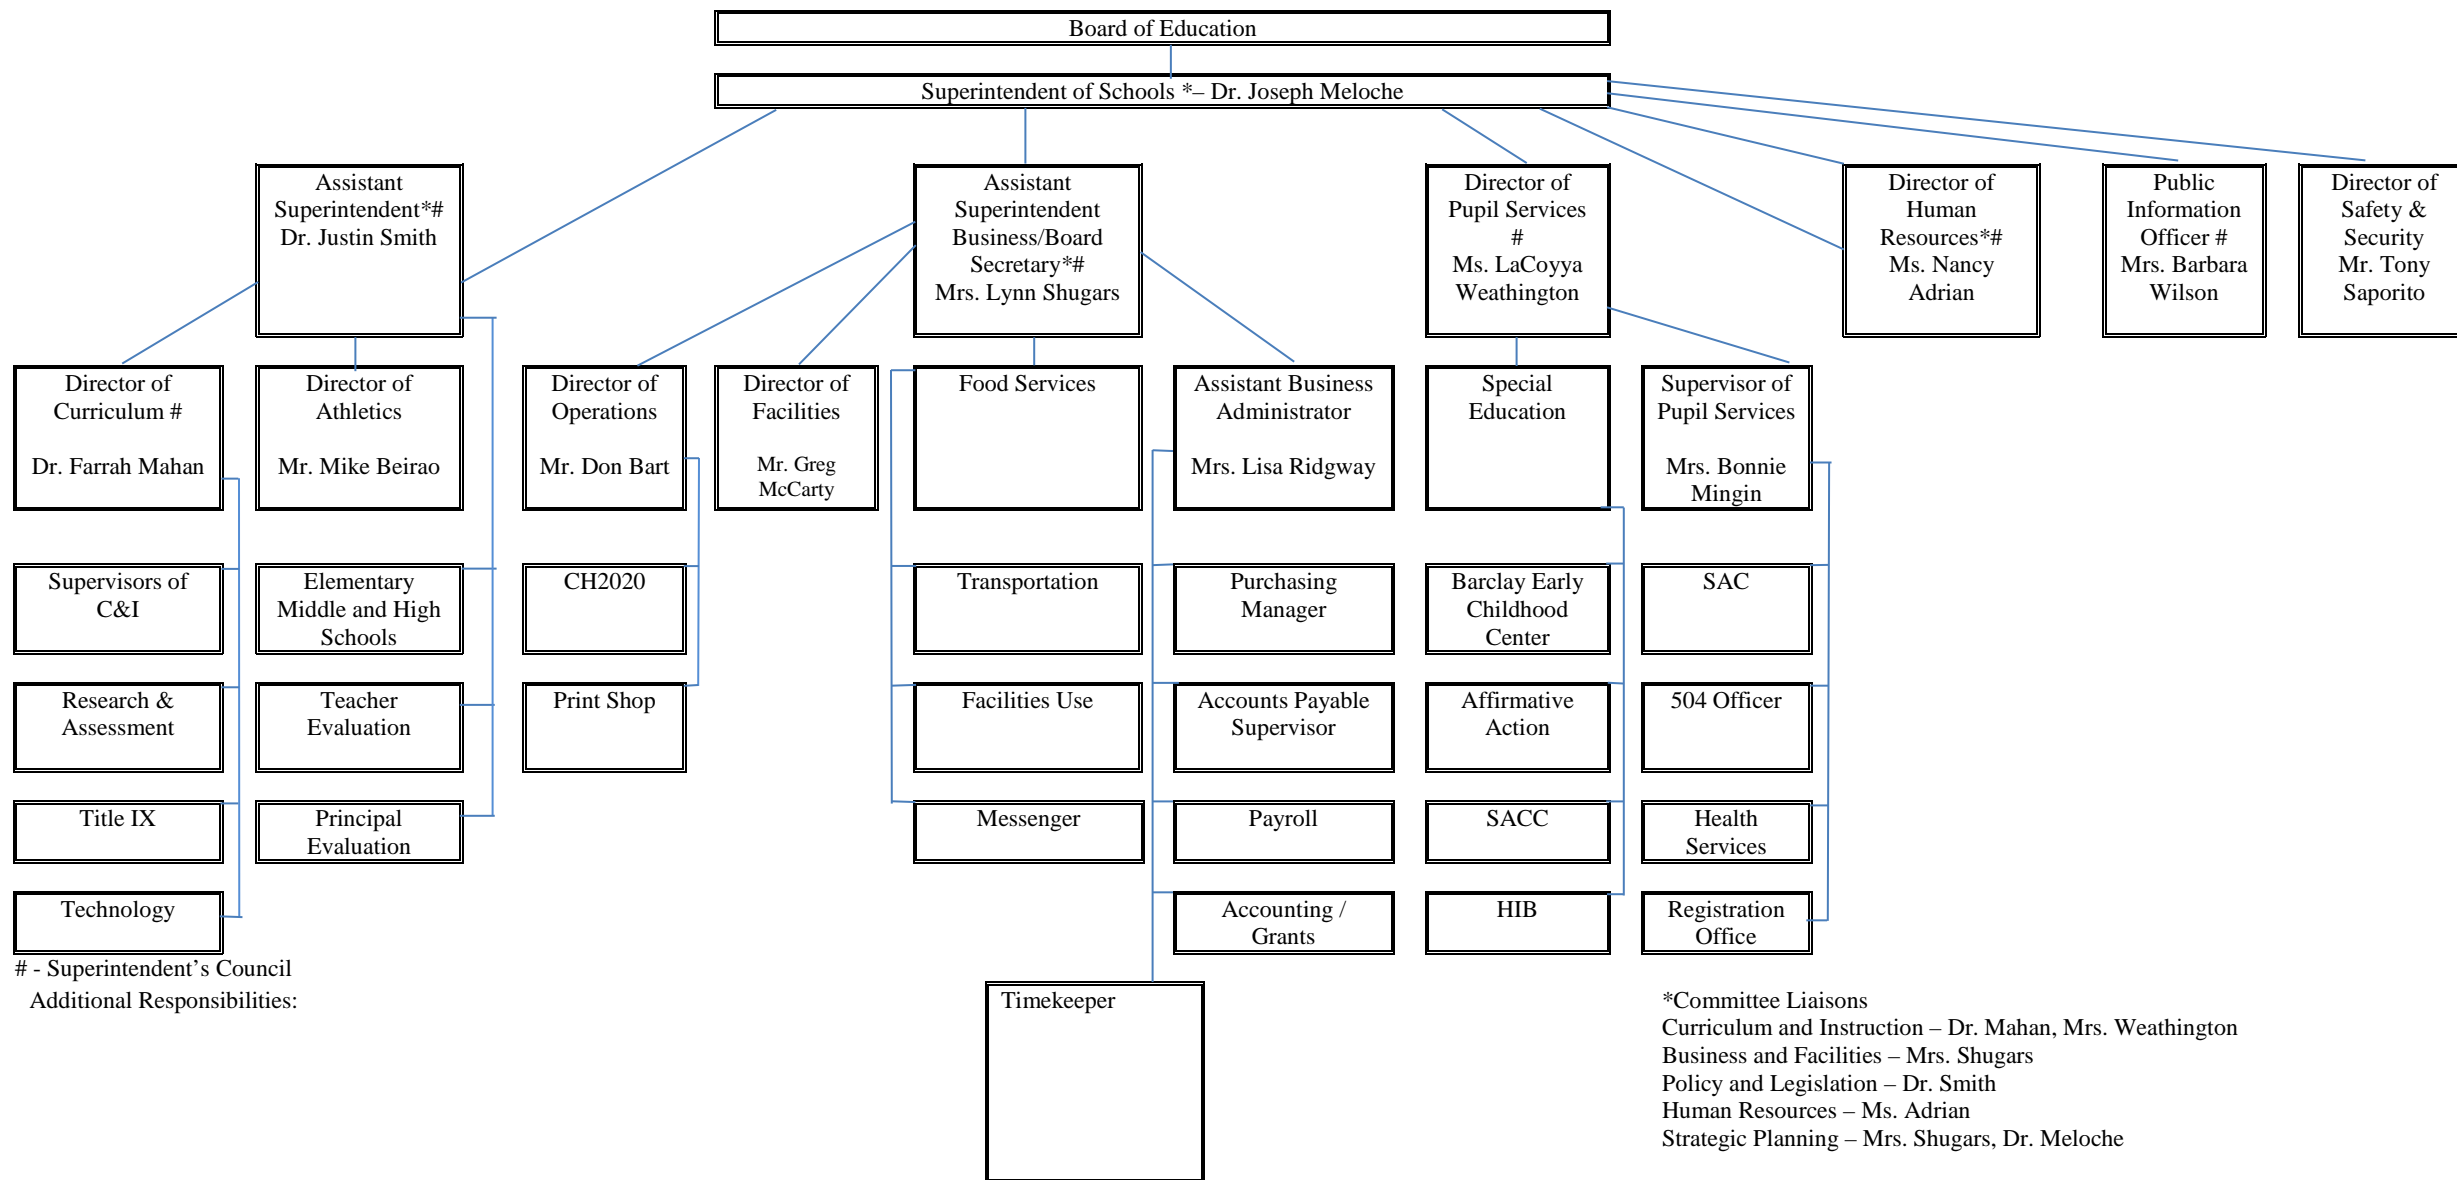 Board of Education
Superintendent of Schools *– Dr. Joseph Meloche
Assistant
Superintendent*#
Dr. Justin Smith
Assistant
Superintendent
Business/Board
Secretary*#
Mrs. Lynn Shugars
Director of
Pupil Services
#
Ms. LaCoyya
Weathington
Director of
Human
Resources*#
Ms. Nancy
Adrian
Public
Information
Officer #
Mrs. Barbara
Wilson
Director of
Safety &
Security
Mr. Tony
Saporito
Director of
Curriculum #
Dr. Farrah Mahan
Director of
Athletics
Mr. Mike Beirao
Director of
Operations
Mr. Don Bart
Director of
Facilities
Mr. Greg
McCarty
Food Services
Assistant Business
Administrator
Mrs. Lisa Ridgway
Special
Education
Supervisor of
Pupil Services
Mrs. Bonnie
Mingin
Supervisors of
C&I
Elementary
Middle and High
Schools
CH2020
Transportation
Purchasing
Manager
Barclay Early
Childhood
Center
SAC
Research &
Assessment
Teacher
Evaluation
Print Shop
Facilities Use
Accounts Payable
Supervisor
Affirmative
Action
504 Officer
Title IX
Principal
Evaluation
Messenger
Payroll
SACC
Health
Services
Technology
Accounting /
Grants
HIB
Registration
Office
# - Superintendent’s Council
Additional Responsibilities:
Timekeeper
*Committee Liaisons
Curriculum and Instruction – Dr. Mahan, Mrs. Weathington
Business and Facilities – Mrs. Shugars
Policy and Legislation – Dr. Smith
Human Resources – Ms. Adrian
Strategic Planning – Mrs. Shugars, Dr. Meloche